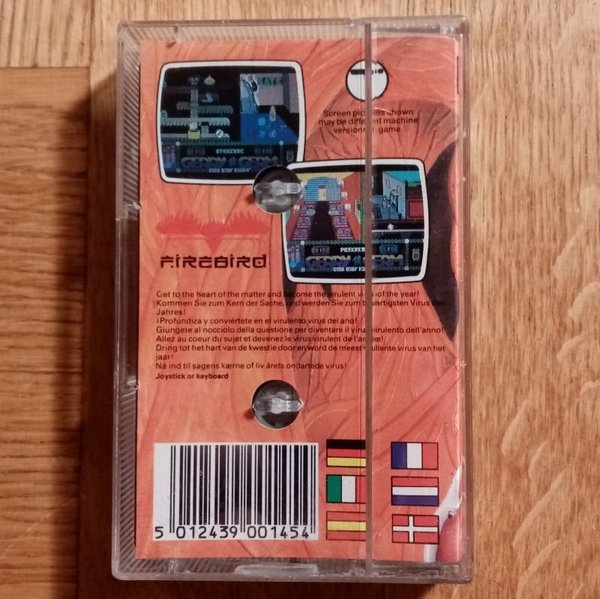 Screen pictures shown
may be different machine
versions of game.
GERRY THE GERM
GERRY THE GERM
FIREBIRD
Get to the heart of the matter and become the virulent virus of the year!
Kommen Sie zum Kern der Sache, und werden Sie zum bösartigsten Virus des
Jahres!
¡Profundiza y conviertete en el virulento virus del ano!
Giungete al nocciolo della questione per diventare il virus virulento dell'anno!
Allez au coeur du sujet et devenez le virus virulent de l'année!
Dring tot het hart van de kwestie door en word de meest virulente virus van het
jaar!
Nå ind til sagens kærne of liv årets ondartede virus!
Joystick or keyboard
5 012439 001454